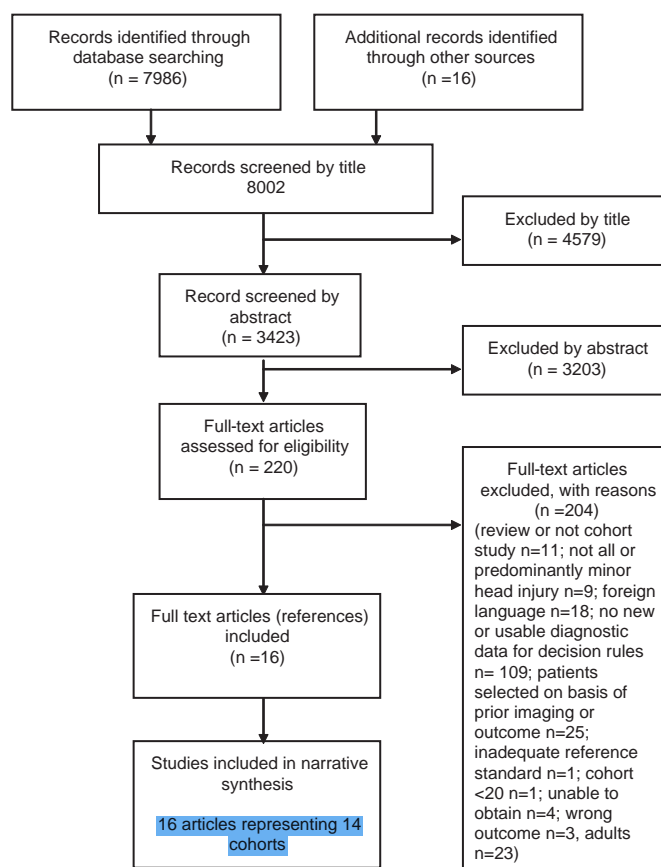 Records identified through
database searching
(n = 7986)
Additional records identified
through other sources
(n =16)
Records screened by title
8002
Excluded by title
(n = 4579)
Record screened by
abstract
(n = 3423)
Excluded by abstract
(n = 3203)
Full-text articles
assessed for eligibility
(n = 220)
Full-text articles
excluded, with reasons
(n =204)
(review or not cohort
study n=11; not all or
predominantly minor
head injury n=9; foreign
language n=18; no new
or usable diagnostic
data for decision rules
n= 109; patients
selected on basis of
prior imaging or
outcome n=25;
inadequate reference
standard n=1; cohort
<20 n=1; unable to
obtain n=4; wrong
outcome n=3, adults
n=23)
Full text articles (references)
included
(n =16)
Studies included in narrative
synthesis
16 articles representing 14
cohorts